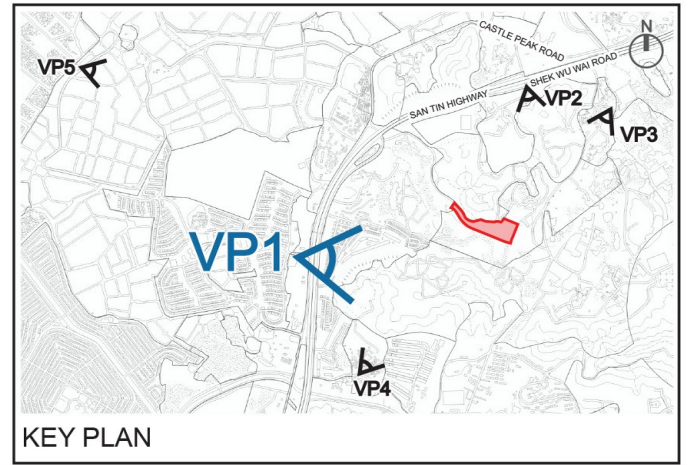 N
CASTLE PEAK ROAD
SHEK WU WAI ROAD
SAN TIN HIGHWAY
VP5
VP2
VP3
VP1
VP4
KEY PLAN